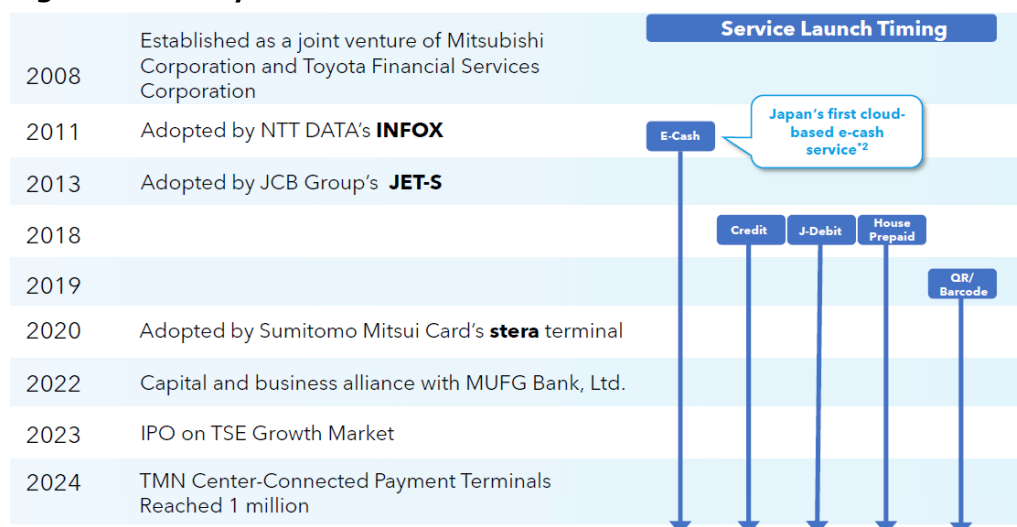 Service Launch Timing
2008
Established as a joint venture of Mitsubishi
Corporation and Toyota Financial Services
Corporation
2011
Adopted by NTT DATA's INFOX
E-Cash
Japan's first cloud-
based e-cash
service*2
2013
Adopted by JCB Group's JET-S
2018
Credit
J-Debit
House
Prepaid
2019
QR/
Barcode
2020
Adopted by Sumitomo Mitsui Card's stera terminal
2022
Capital and business alliance with MUFG Bank, Ltd.
2023
IPO on TSE Growth Market
2024
TMN Center-Connected Payment Terminals
Reached 1 million